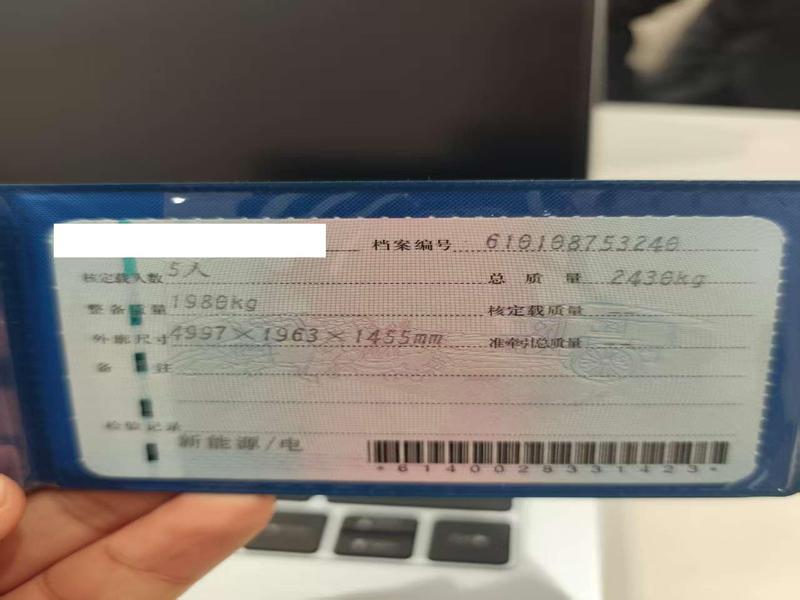 档案编号 610108753240
核定载人数 5人 总质量 2430kg
整备质量 1980kg 核定载质量 --
外廓尺寸 4997×1963×1455mm 准牵引总质量 --
备注
检验记录
新能源/电
*6140028331423*